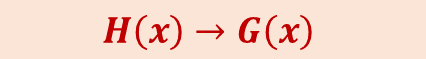 H(x) → G(x)